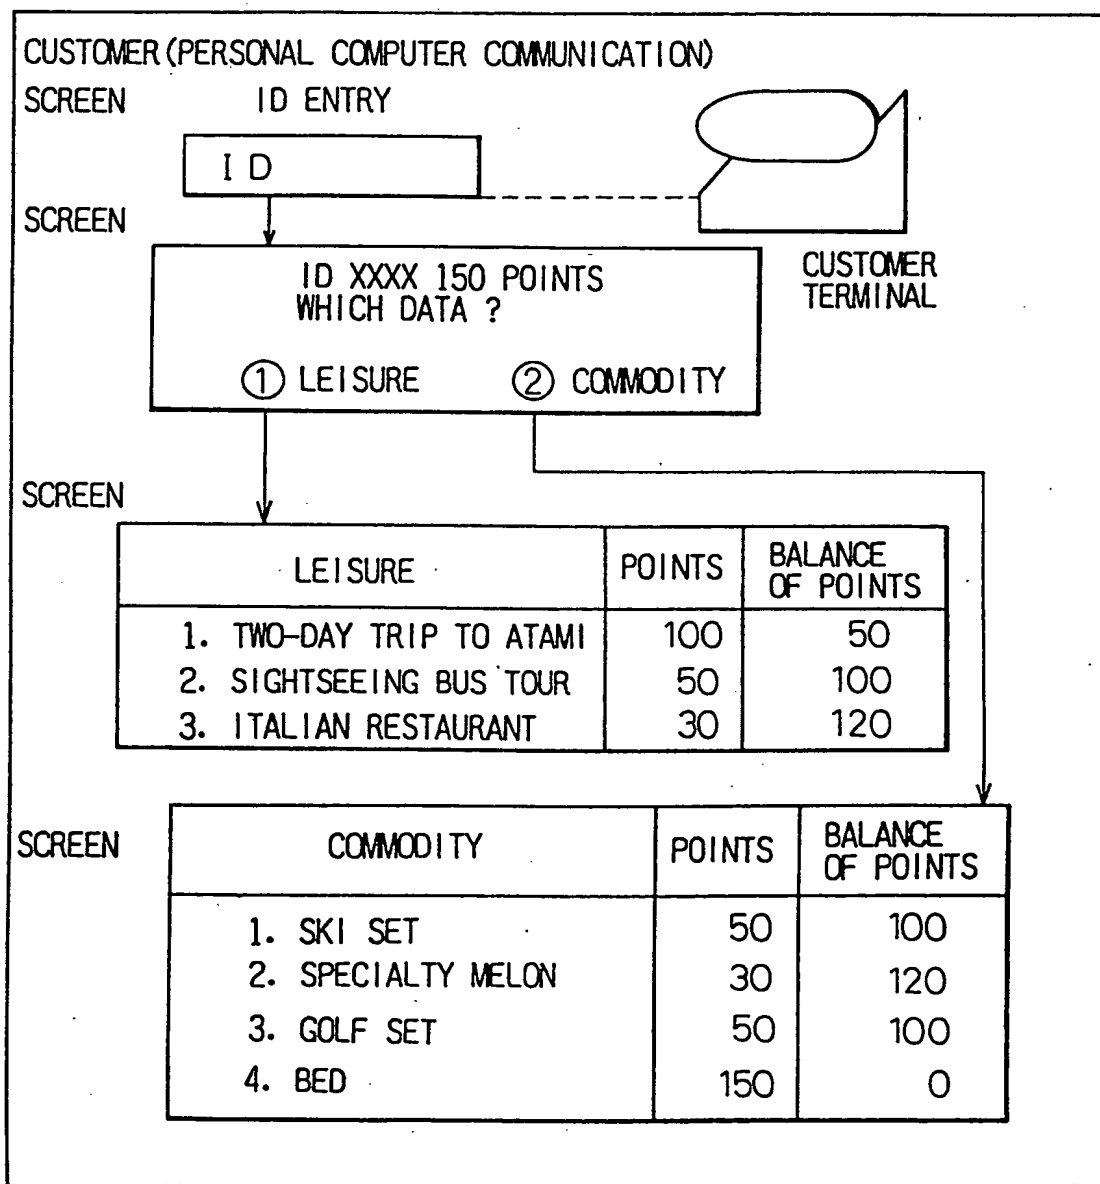 CUSTOMER (PERSONAL COMPUTER COMMUNICATION)
SCREEN ID ENTRY
ID
SCREEN
CUSTOMER
TERMINAL
ID XXXX 150 POINTS
WHICH DATA ?
① LEISURE ② COMMODITY
SCREEN
LEISURE POINTS BALANCE OF POINTS
1. TWO-DAY TRIP TO ATAMI 100 50
2. SIGHTSEEING BUS TOUR 50 100
3. ITALIAN RESTAURANT 30 120
SCREEN
COMMODITY POINTS BALANCE OF POINTS
1. SKI SET 50 100
2. SPECIALTY MELON 30 120
3. GOLF SET 50 100
4. BED 150 0